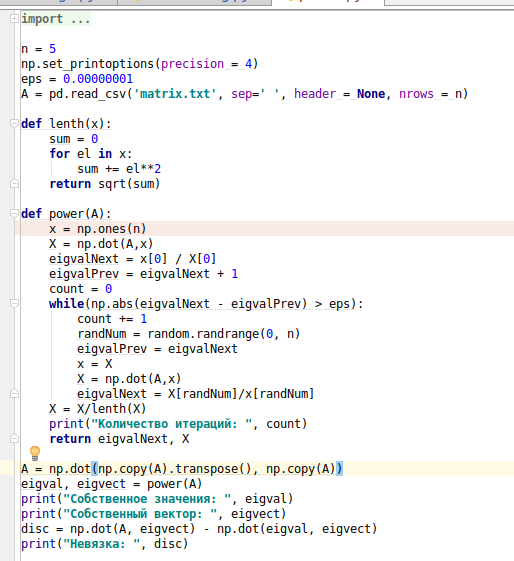 import ...
n = 5
np.set_printoptions(precision = 4)
eps = 0.00000001
A = pd.read_csv('matrix.txt', sep=' ', header = None, nrows = n)
def lenth(x):
sum = 0
for el in x:
sum += el**2
return sqrt(sum)
def power(A):
x = np.ones(n)
X = np.dot(A,x)
eigvalNext = x[0] / X[0]
eigvalPrev = eigvalNext + 1
count = 0
while(np.abs(eigvalNext - eigvalPrev) > eps):
count += 1
randNum = random.randrange(0, n)
eigvalPrev = eigvalNext
x = X
X = np.dot(A,x)
eigvalNext = X[randNum]/x[randNum]
X = X/lenth(X)
print("Количество итераций: ", count)
return eigvalNext, X
A = np.dot(np.copy(A).transpose(), np.copy(A))
eigval, eigvect = power(A)
print("Собственное значения: ", eigval)
print("Собственный вектор: ", eigvect)
disc = np.dot(A, eigvect) - np.dot(eigval, eigvect)
print("Невязка: ", disc)